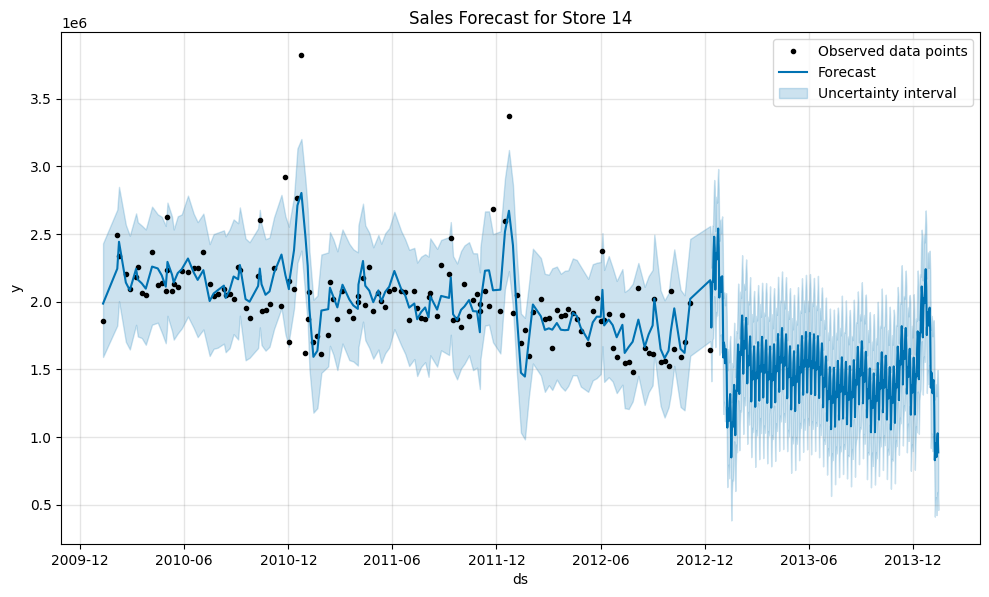 Sales Forecast for Store 14
1e6
Observed data points
Forecast
Uncertainty interval
3.5
3.0
2.5
2.0
1.5
1.0
0.5
y
2009-12 2010-06 2010-12 2011-06 2011-12 2012-06 2012-12 2013-06 2013-12
ds